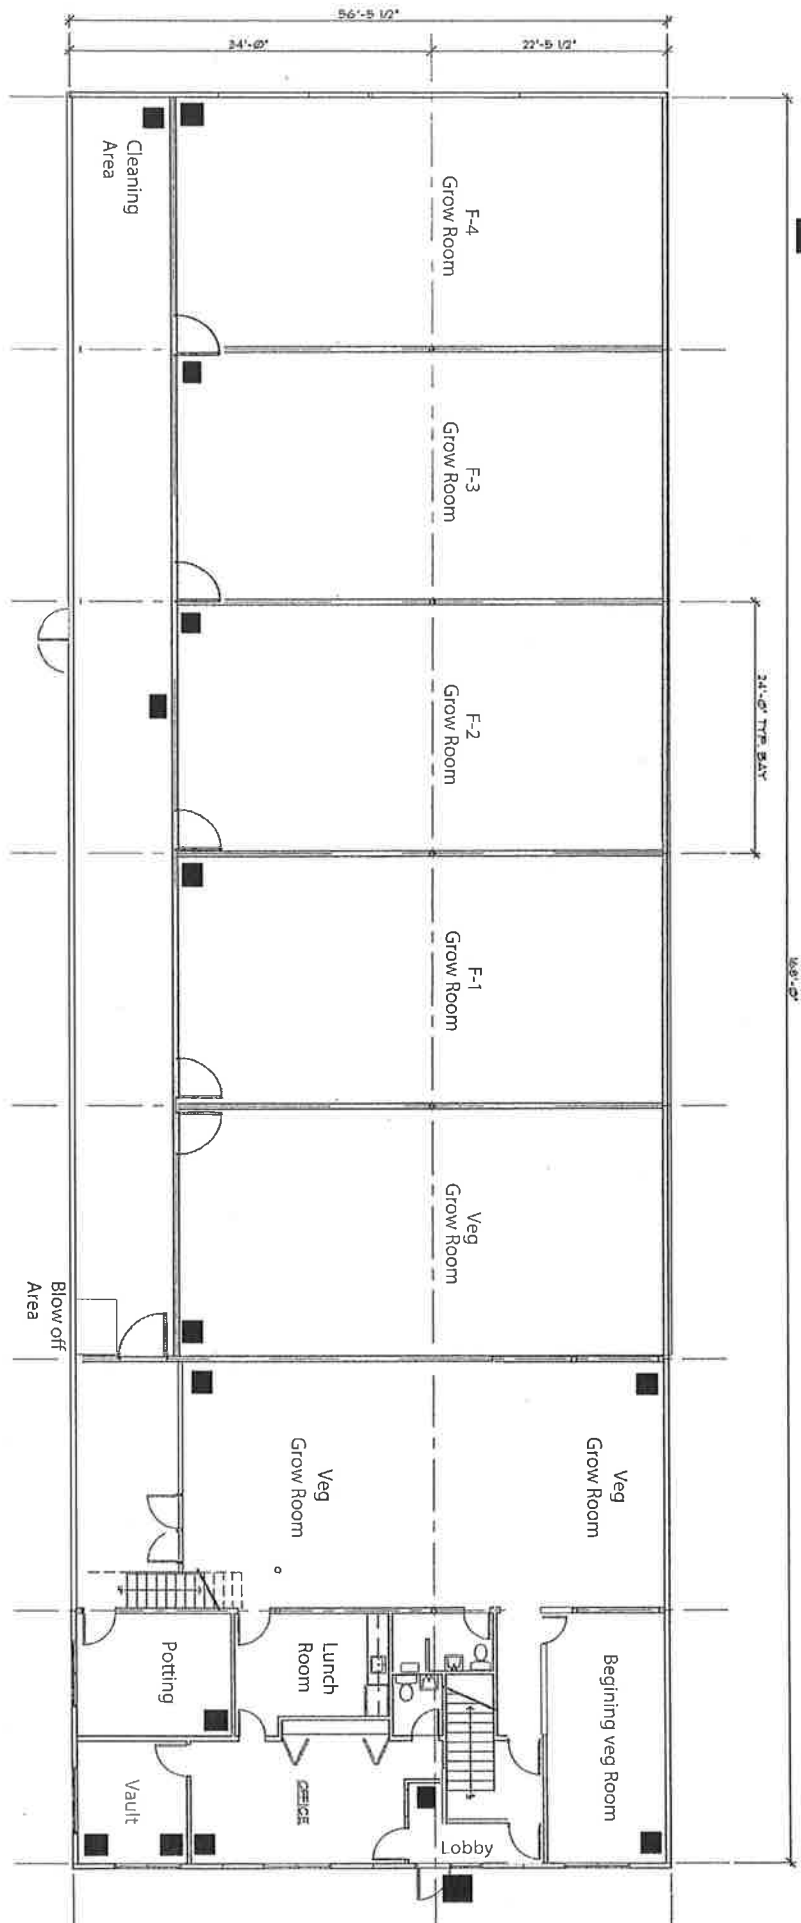 56'-5 1/2"
34'-0"
22'-5 1/2"
Cleaning
Area
F-4
Grow Room
F-3
Grow Room
24'-0" TYP. BAY
F-2
Grow Room
168'-0"
F-1
Grow Room
Veg
Grow Room
Blow off
Area
Veg
Grow Room
Veg
Grow Room
Potting
Lunch
Room
Begining veg Room
Vault
OFFICE
Lobby